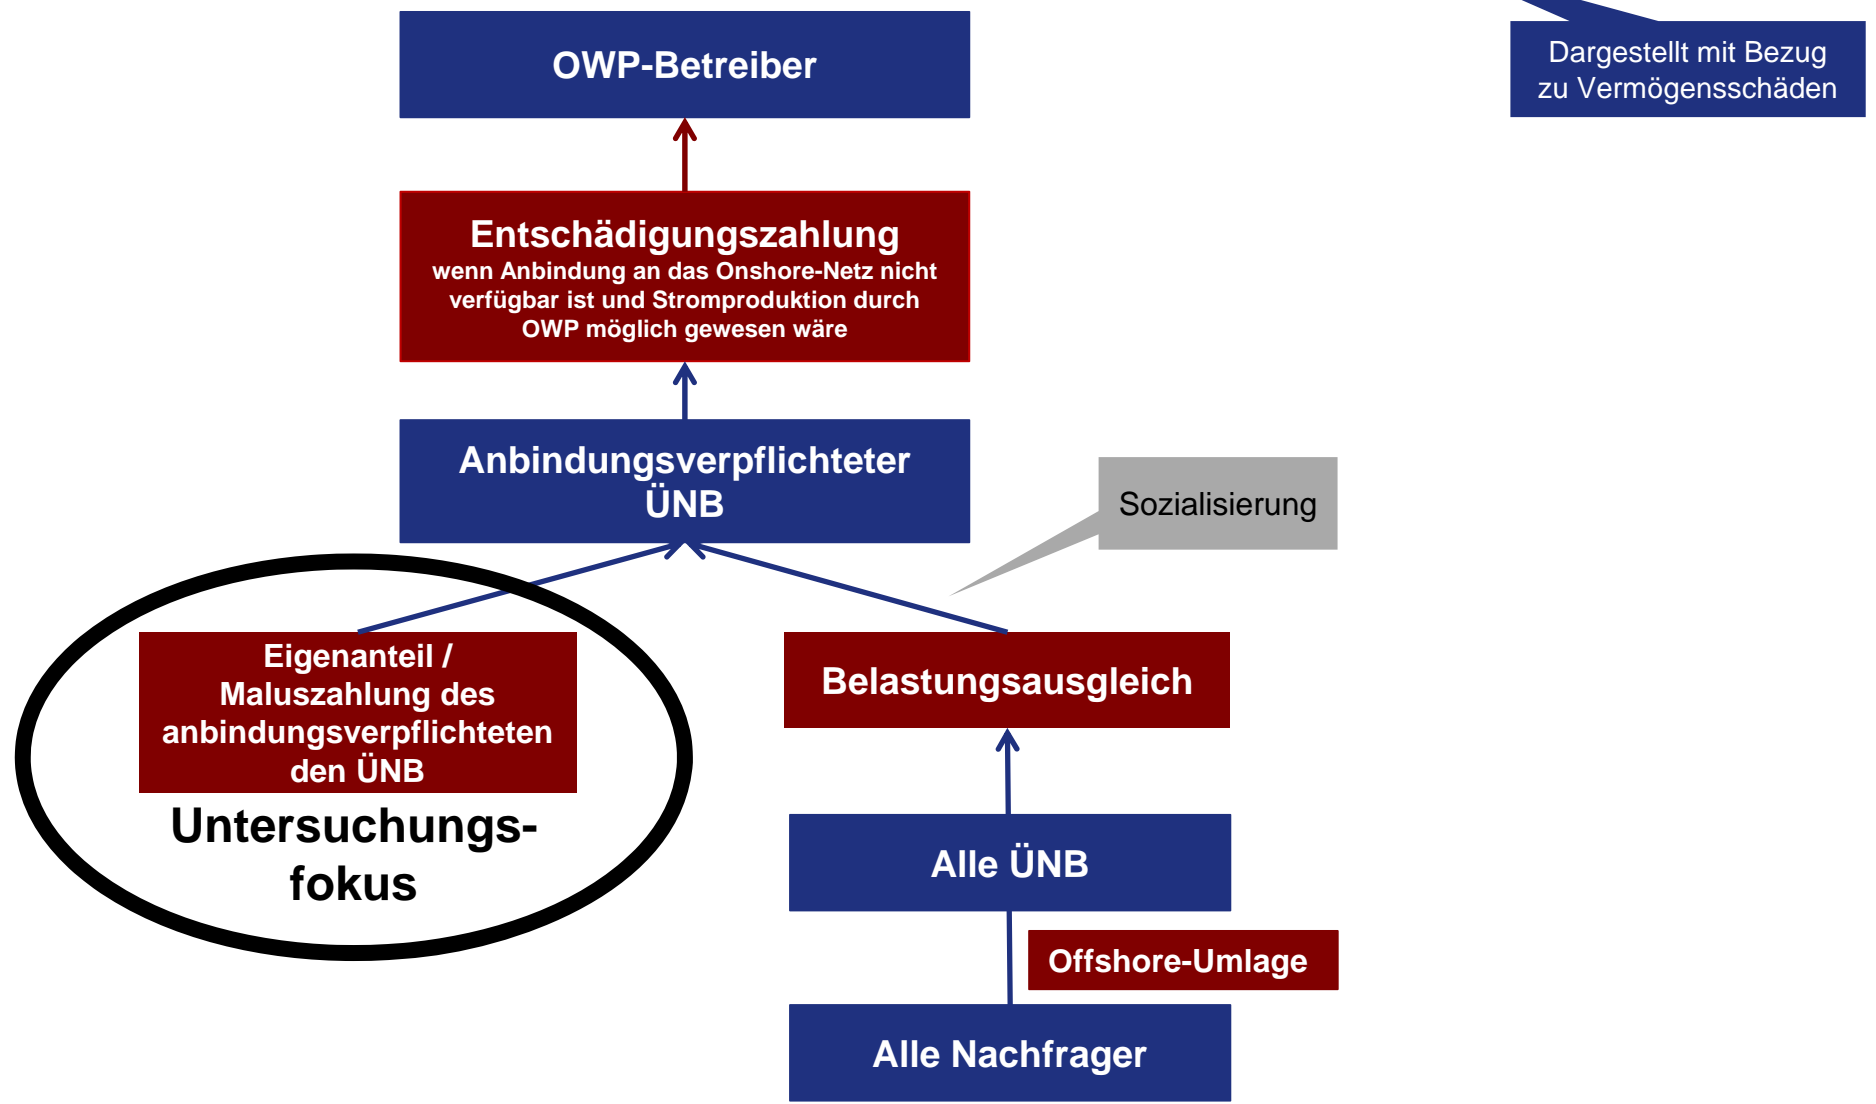 OWP-Betreiber
Dargestellt mit Bezug
zu Vermögensschäden
Entschädigungszahlung
wenn Anbindung an das Onshore-Netz nicht
verfügbar ist und Stromproduktion durch
OWP möglich gewesen wäre
Anbindungsverpflichteter
ÜNB
Sozialisierung
Eigenanteil /
Maluszahlung des
anbindungsverpflichteten
den ÜNB
Untersuchungs-
fokus
Belastungsausgleich
Alle ÜNB
Offshore-Umlage
Alle Nachfrager